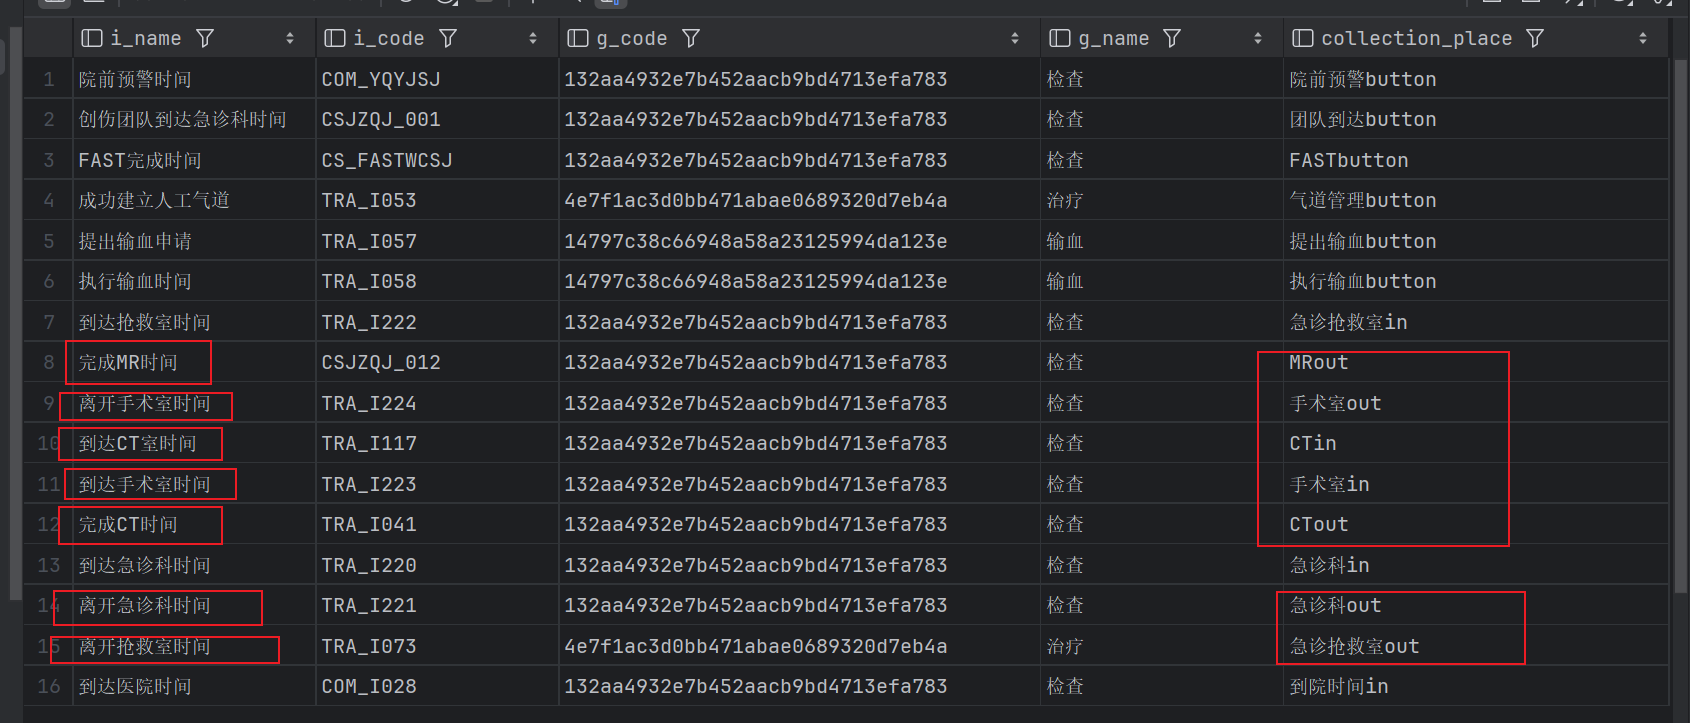 i_name i_code g_code g_name collection_place
1 院前预警时间 COM_YQYJSJ 132aa4932e7b452aacb9bd4713efa783 检查 院前预警button
2 创伤团队到达急诊科时间 CSJZQJ_001 132aa4932e7b452aacb9bd4713efa783 检查 团队到达button
3 FAST完成时间 CS_FASTWCSJ 132aa4932e7b452aacb9bd4713efa783 检查 FASTbutton
4 成功建立人工气道 TRA_I053 4e7f1ac3d0bb471abae0689320d7eb4a 治疗 气道管理button
5 提出输血申请 TRA_I057 14797c38c66948a58a23125994da123e 输血 提出输血button
6 执行输血时间 TRA_I058 14797c38c66948a58a23125994da123e 输血 执行输血button
7 到达抢救室时间 TRA_I222 132aa4932e7b452aacb9bd4713efa783 检查 急诊抢救室in
8 完成MR时间 CSJZQJ_012 132aa4932e7b452aacb9bd4713efa783 检查 MRout
9 离开手术室时间 TRA_I224 132aa4932e7b452aacb9bd4713efa783 检查 手术室out
10 到达CT室时间 TRA_I117 132aa4932e7b452aacb9bd4713efa783 检查 CTin
11 到达手术室时间 TRA_I223 132aa4932e7b452aacb9bd4713efa783 检查 手术室in
12 完成CT时间 TRA_I041 132aa4932e7b452aacb9bd4713efa783 检查 CTout
13 到达急诊科时间 TRA_I220 132aa4932e7b452aacb9bd4713efa783 检查 急诊科in
14 离开急诊科时间 TRA_I221 132aa4932e7b452aacb9bd4713efa783 检查 急诊科out
15 离开抢救室时间 TRA_I073 4e7f1ac3d0bb471abae0689320d7eb4a 治疗 急诊抢救室out
16 到达医院时间 COM_I028 132aa4932e7b452aacb9bd4713efa783 检查 到院时间in